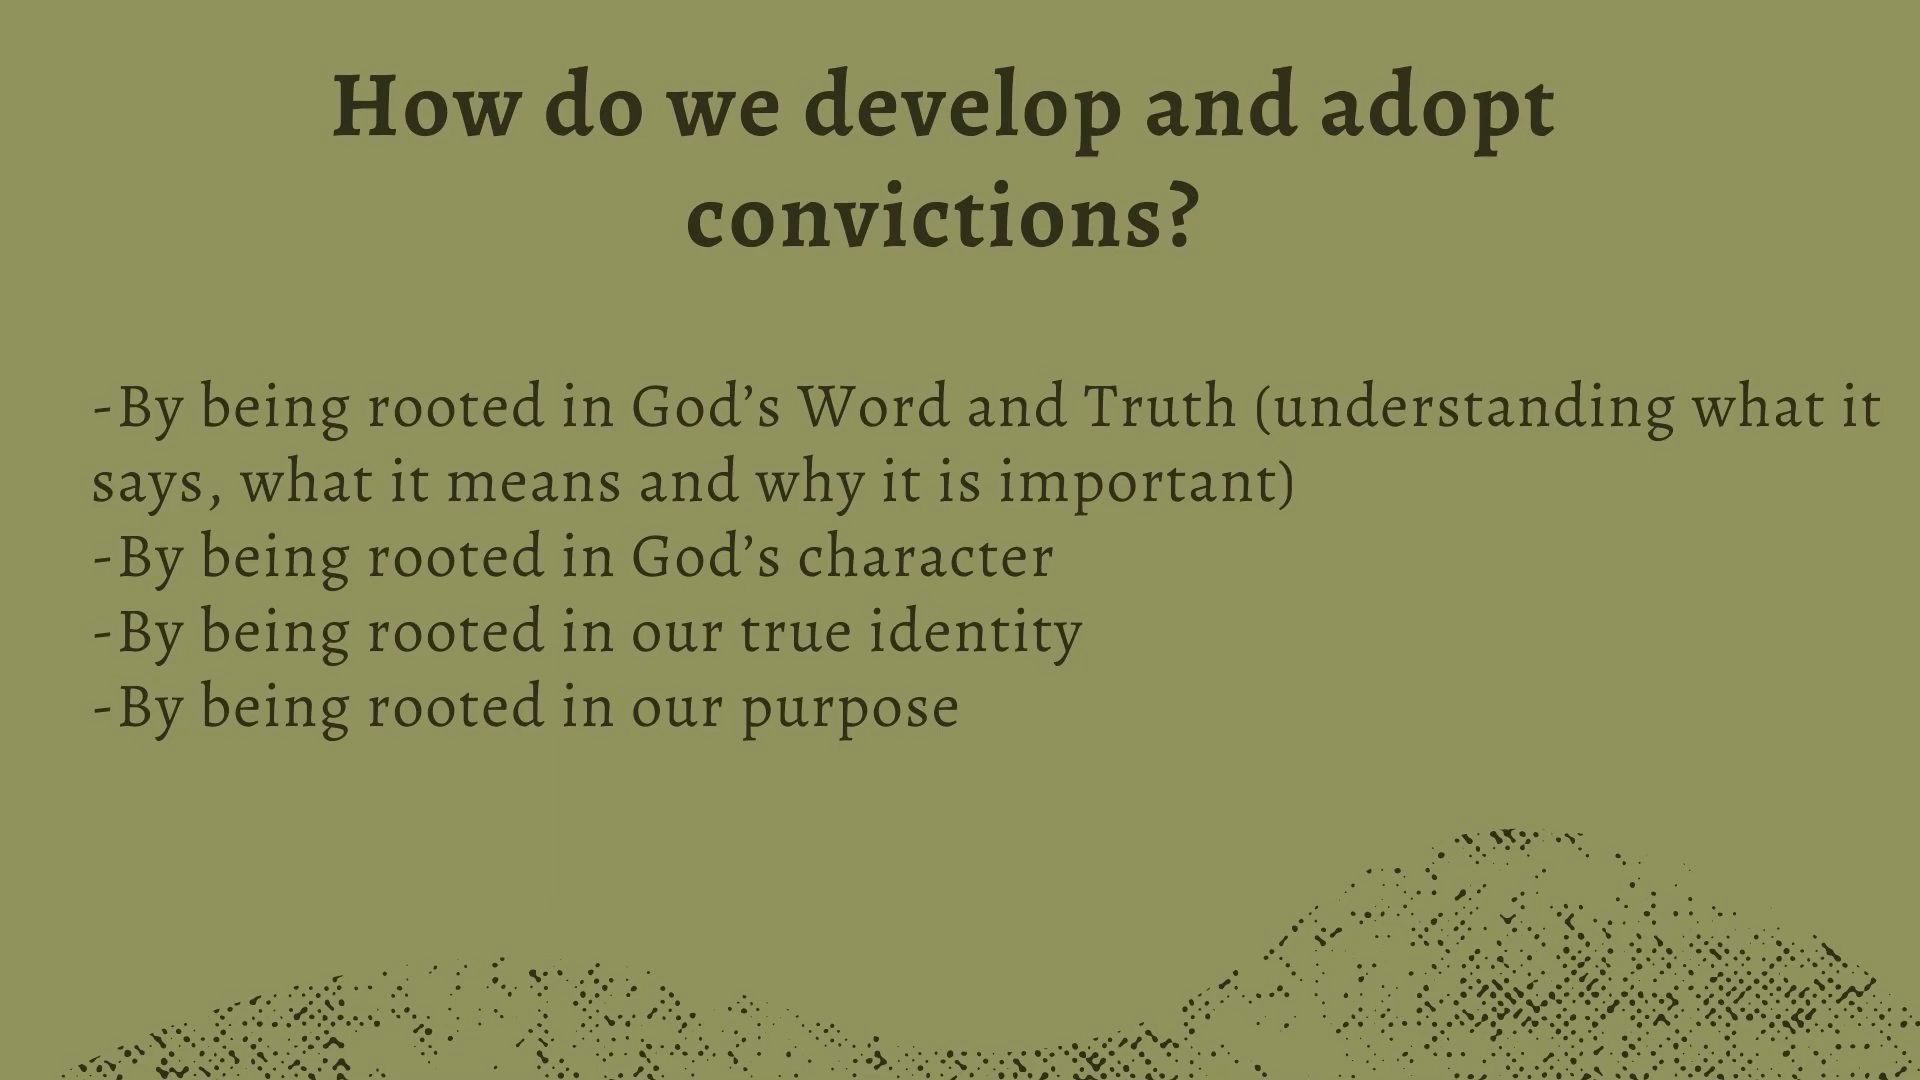 How do we develop and adopt
convictions?
-By being rooted in God’s Word and Truth (understanding what it
says, what it means and why it is important)
-By being rooted in God’s character
-By being rooted in our true identity
-By being rooted in our purpose